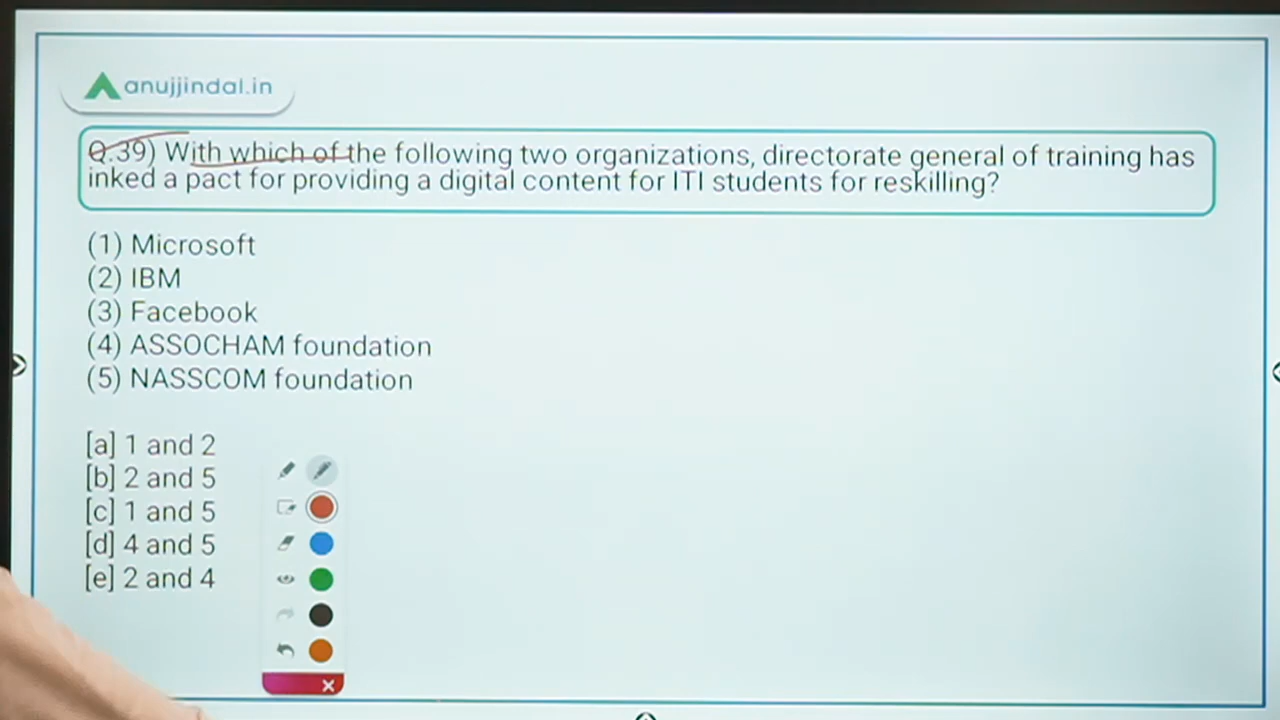 anujjindal.in
Q.39) With which of the following two organizations, directorate general of training has
inked a pact for providing a digital content for ITI students for reskilling?
(1) Microsoft
(2) IBM
(3) Facebook
(4) ASSOCHAM foundation
(5) NASSCOM foundation
[a] 1 and 2
[b] 2 and 5
[c] 1 and 5
[d] 4 and 5
[e] 2 and 4